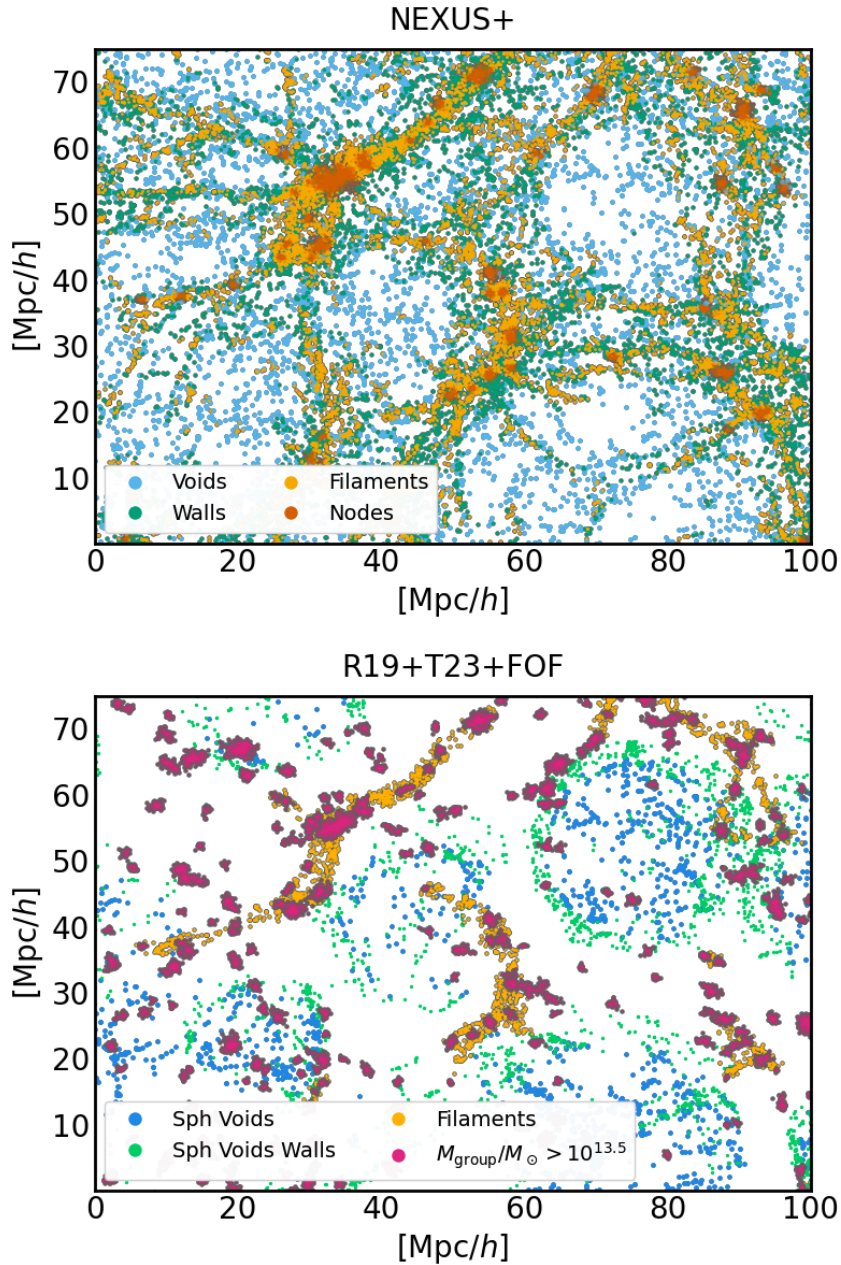 NEXUS+
70
60
50
40
30
20
10
[Mpc/h]
Voids Filaments
Walls Nodes
0 20 40 60 80 100
[Mpc/h]
R19+T23+FOF
70
60
50
40
30
20
10
[Mpc/h]
Sph Voids Filaments
Sph Voids Walls M_group/M_⊙ > 10^13.5
0 20 40 60 80 100
[Mpc/h]